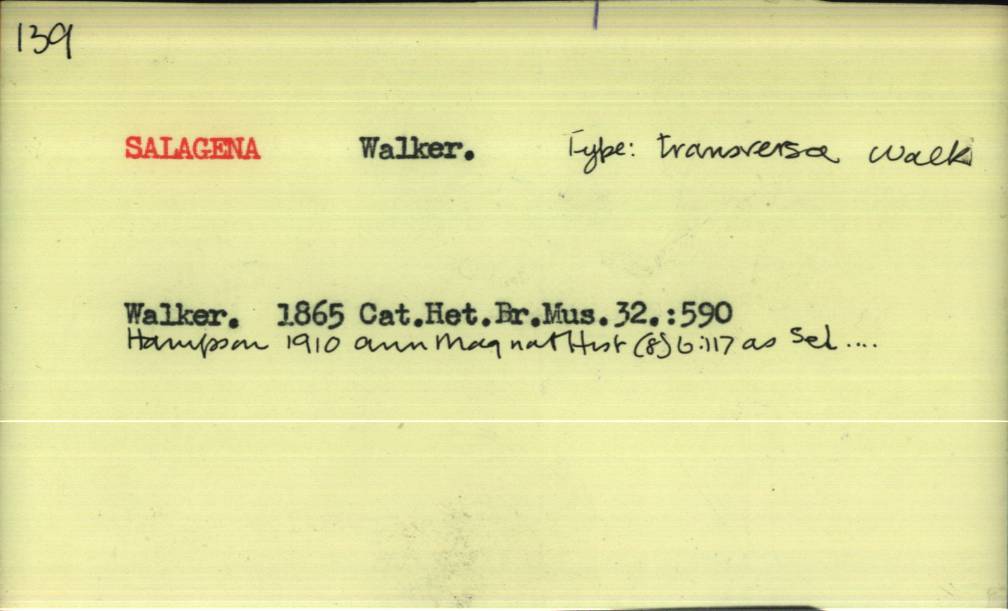 139
SALAGENA Walker. Type: transversa Walk
Walker. 1865 Cat.Het.Br.Mus.32.:590
Hampson 1910 Ann Mag nat Hist (8) 6:117 as Sel....